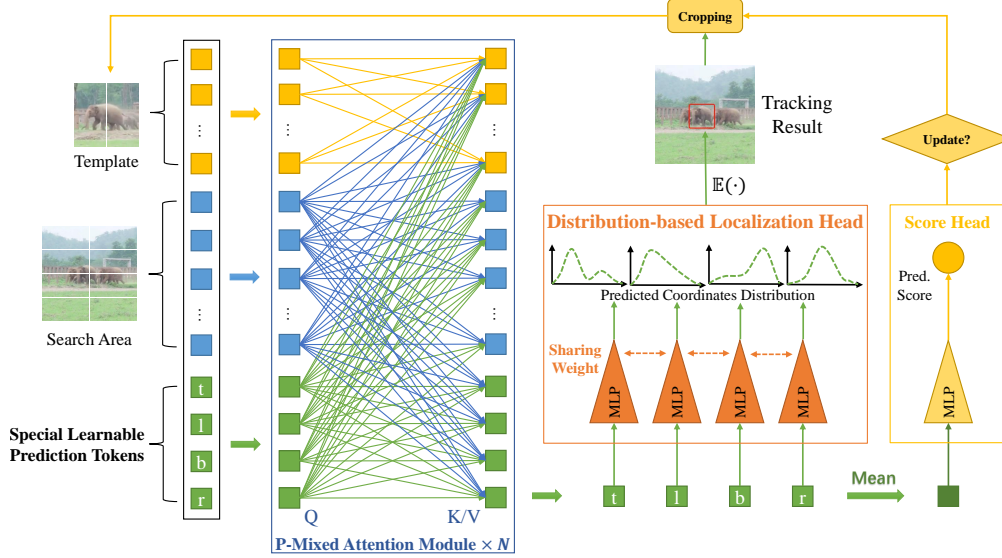 Cropping
Template
Search Area
Special Learnable
Prediction Tokens
t
l
b
r
Q
K/V
P-Mixed Attention Module × N
Tracking
Result
𝔼(·)
Update?
Distribution-based Localization Head
Predicted Coordinates Distribution
Sharing
Weight
MLP
MLP
MLP
MLP
t
l
b
r
Mean
Score Head
Pred.
Score
MLP